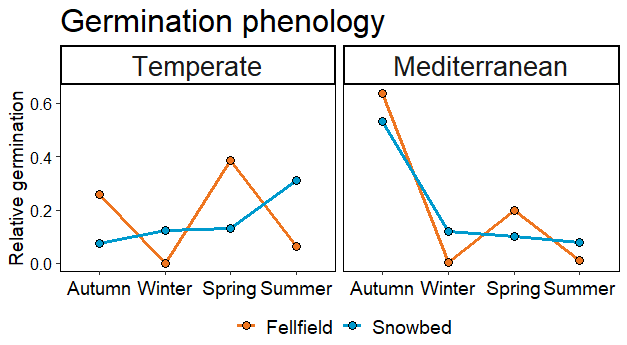 Germination phenology
Temperate Mediterranean
Relative germination
0.6
0.4
0.2
0.0
Autumn Winter Spring Summer Autumn Winter Spring Summer
Fellfield Snowbed